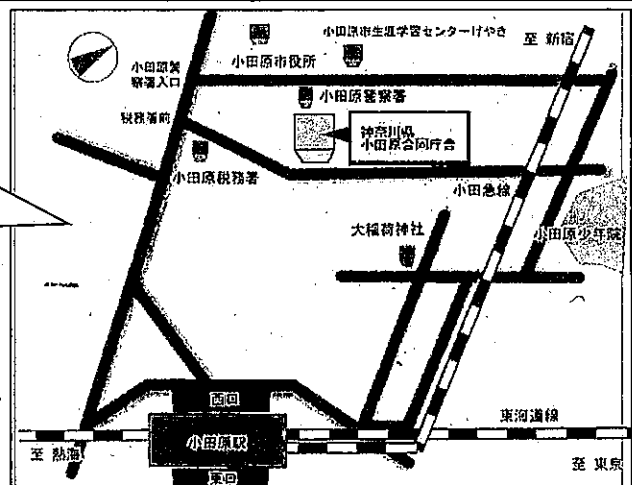 小田原市生涯学習センターけやき
至 新宿
小田原市役所
小田原警
察署入口
小田原警察署
税務署前
神奈川県
小田原合同庁舎
小田原税務署
小田急線
大稲荷神社
小田原少年院
西口
東河道線
小田原駅
至 熱海
至 東京
東口